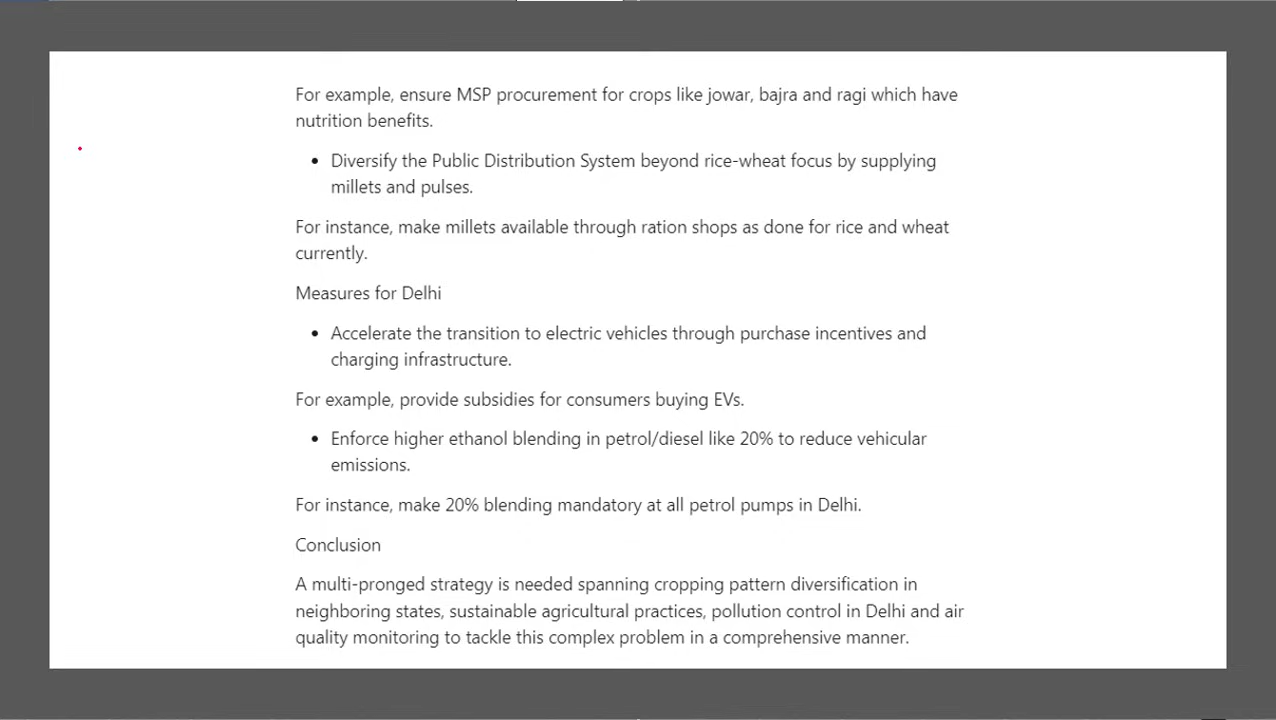 For example, ensure MSP procurement for crops like jowar, bajra and ragi which have
nutrition benefits.
• Diversify the Public Distribution System beyond rice-wheat focus by supplying
millets and pulses.
For instance, make millets available through ration shops as done for rice and wheat
currently.
Measures for Delhi
• Accelerate the transition to electric vehicles through purchase incentives and
charging infrastructure.
For example, provide subsidies for consumers buying EVs.
• Enforce higher ethanol blending in petrol/diesel like 20% to reduce vehicular
emissions.
For instance, make 20% blending mandatory at all petrol pumps in Delhi.
Conclusion
A multi-pronged strategy is needed spanning cropping pattern diversification in
neighboring states, sustainable agricultural practices, pollution control in Delhi and air
quality monitoring to tackle this complex problem in a comprehensive manner.